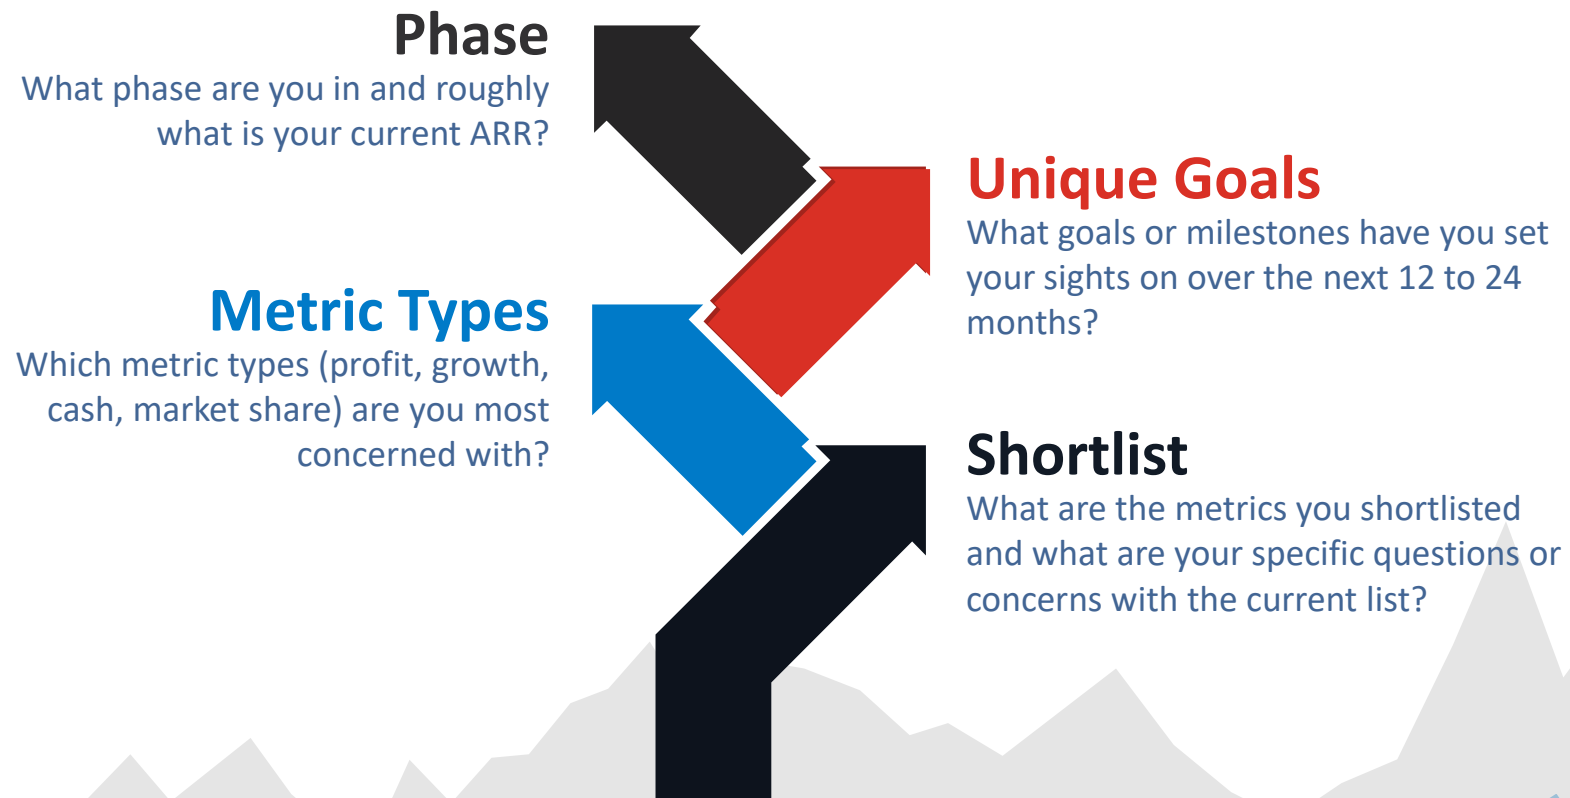 Phase
What phase are you in and roughly
what is your current ARR?
Unique Goals
What goals or milestones have you set
your sights on over the next 12 to 24
months?
Metric Types
Which metric types (profit, growth,
cash, market share) are you most
concerned with?
Shortlist
What are the metrics you shortlisted
and what are your specific questions or
concerns with the current list?